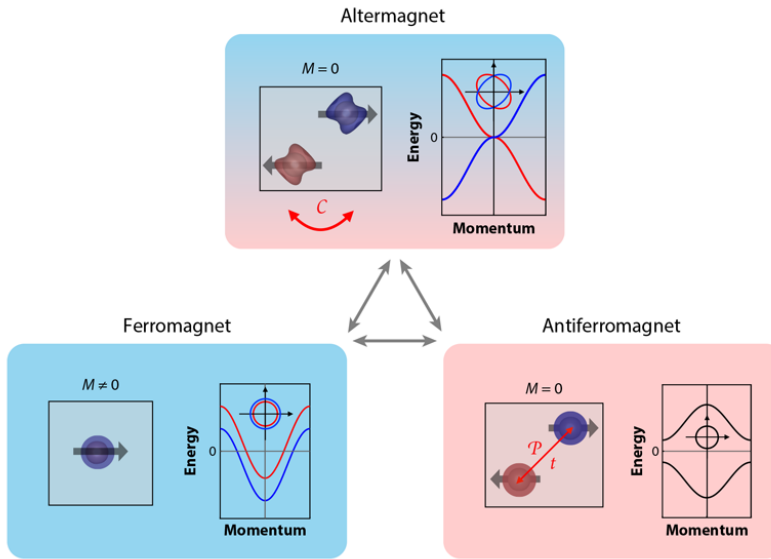 Altermagnet
M = 0
Energy
0
Momentum
C
Ferromagnet
M ≠ 0
Energy
0
Momentum
Antiferromagnet
M = 0
P
t
Energy
0
Momentum